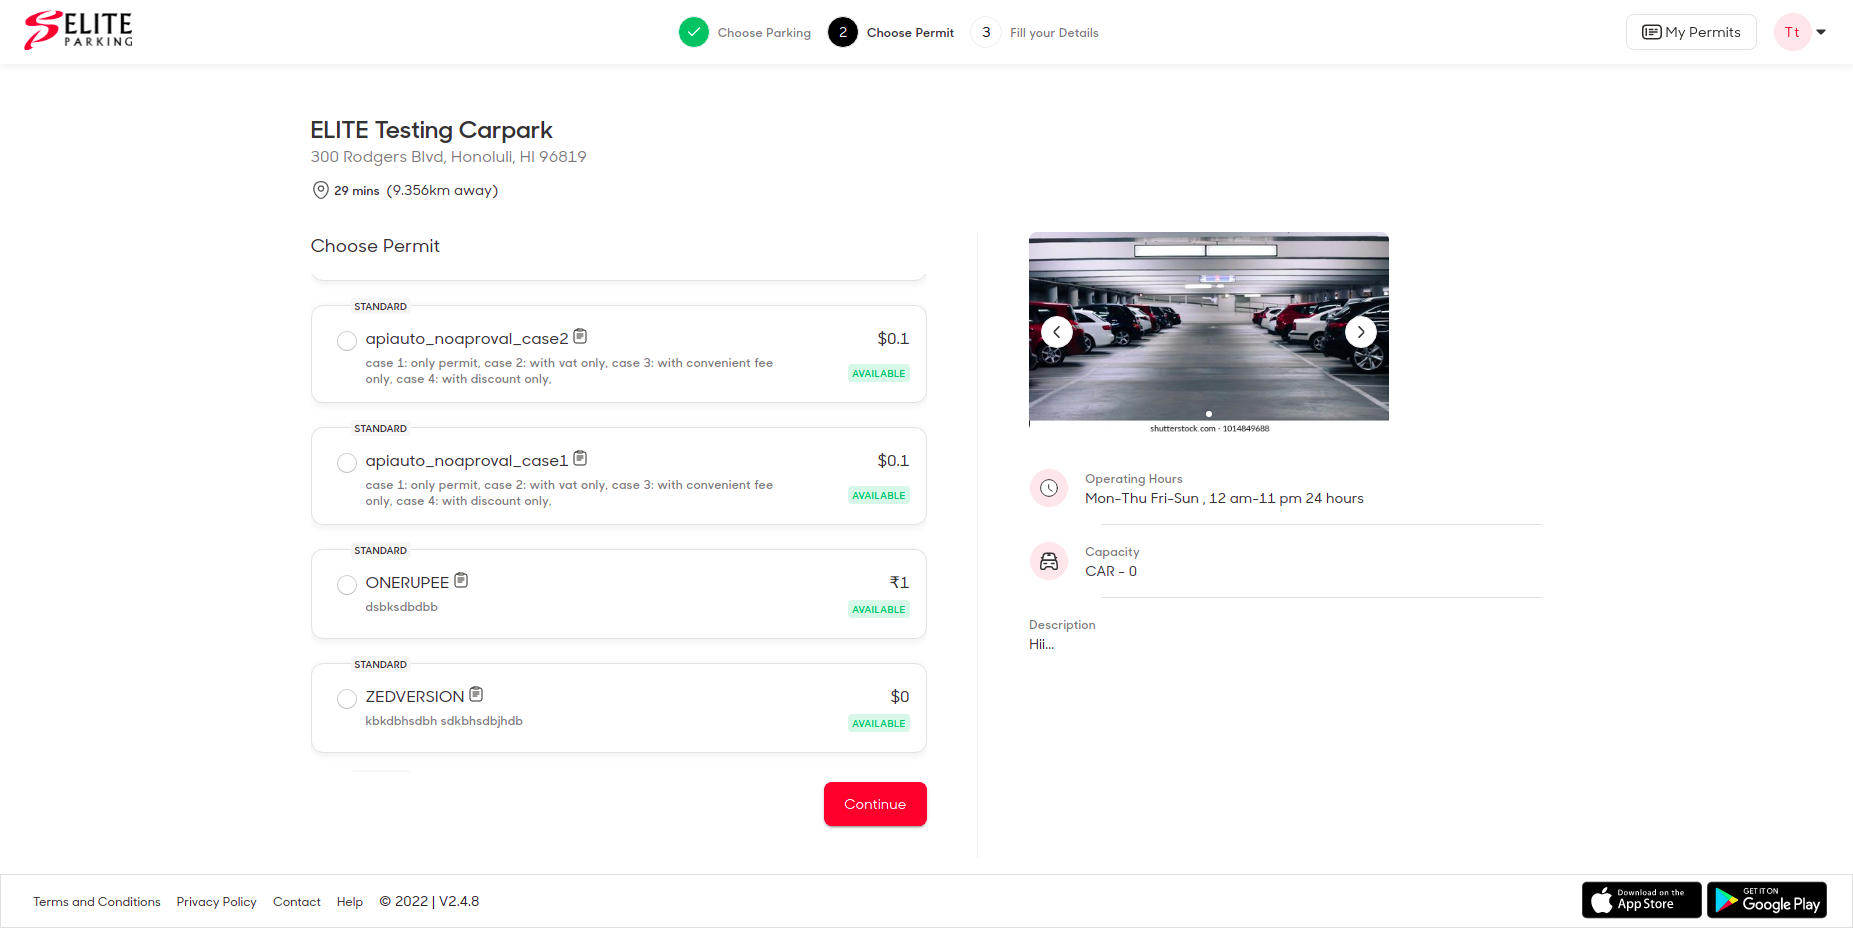 ELITE
PARKING
Choose Parking
2
Choose Permit
3
Fill your Details
My Permits
Tt
ELITE Testing Carpark
300 Rodgers Blvd, Honoluli, HI 96819
29 mins (9.356km away)
Choose Permit
STANDARD
apiauto_noaproval_case2
$0.1
case 1: only permit, case 2: with vat only, case 3: with convenient fee
only, case 4: with discount only,
AVAILABLE
STANDARD
apiauto_noaproval_case1
$0.1
case 1: only permit, case 2: with vat only, case 3: with convenient fee
only, case 4: with discount only,
AVAILABLE
STANDARD
ONERUPEE
₹1
dsbksdbdbb
AVAILABLE
STANDARD
ZEDVERSION
$0
kbkdbhsdbh sdkbhsdbjhdb
AVAILABLE
Continue
shutterstock.com · 1014849688
Operating Hours
Mon-Thu Fri-Sun , 12 am-11 pm 24 hours
Capacity
CAR - 0
Description
Hii...
Terms and Conditions
Privacy Policy
Contact
Help
© 2022 | V2.4.8
Download on the
App Store
GET IT ON
Google Play